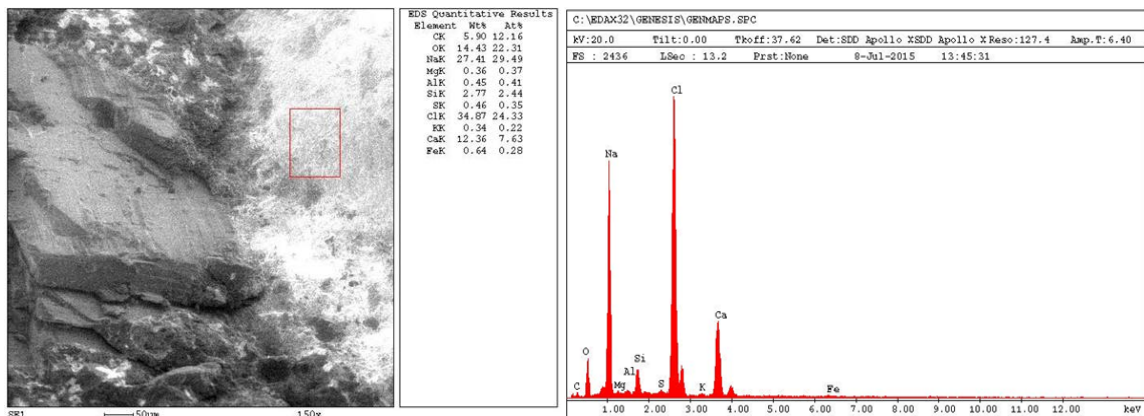 SE1 50µm 150x
EDS Quantitative Results
Element Wt% At%
CK 5.90 12.16
OK 14.43 22.31
NaK 27.41 29.49
MgK 0.36 0.37
AlK 0.45 0.41
SiK 2.77 2.44
SK 0.46 0.35
ClK 34.87 24.33
KK 0.34 0.22
CaK 12.36 7.63
FeK 0.64 0.28
C:\EDAX32\GENESIS\GENMAPS.SPC
kV:20.0 Tilt:0.00 Tkoff:37.62 Det:SDD Apollo XSDD Apollo X Reso:127.4 Amp.T:6.40
FS : 2436 LSec : 13.2 Prst:None 8-Jul-2015 13:45:31
Cl
Na
Ca
O
Si
Al
C Mg S K Fe
1.00 2.00 3.00 4.00 5.00 6.00 7.00 8.00 9.00 10.00 11.00 12.00 keV